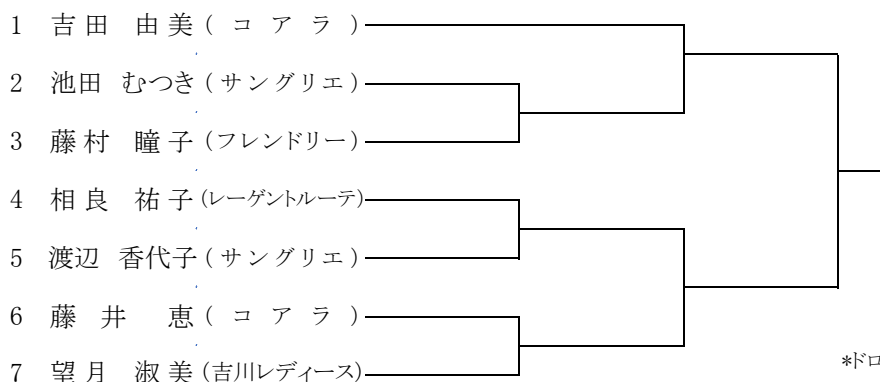 1 吉田 由美 (コアラ)
2 池田 むつき (サングリエ)
3 藤村 瞳子 (フレンドリー)
4 相良 祐子 (レーゲントルーテ)
5 渡辺 香代子 (サングリエ)
6 藤井 恵 (コアラ)
7 望月 淑美 (吉川レディース)
*ドロ